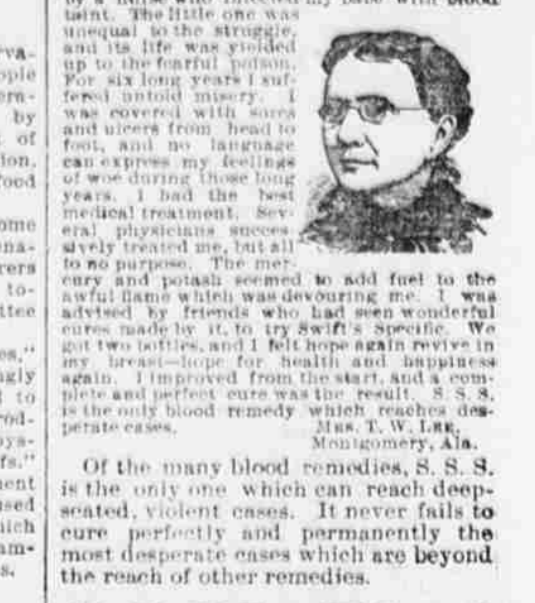 by a nurse who infected my babe with blood
taint. The little one was
unequal to the struggle,
and its life was yielded
up to the fearful poison.
For six long years I suf-
fered untold misery. I
was covered with sores
and ulcers from head to
foot, and no language
can express my feelings
of woe during those long
years. I had the best
medical treatment. Sev-
eral physicians succes
sively treated me, but all
to no purpose. The mer-
cury and potash seemed to add fuel to the
awful flame which was devouring me. I was
advised by friends who had seen wonderful
cures made by it, to try Swift's Specific. We
got two bottles, and I felt hope again revive in
my breast—hope for health and happiness
again. I improved from the start, and a com-
plete and perfect cure was the result. S. S. S.
is the only blood remedy which reaches des-
perate cases. MRS. T. W. LEE,
Montgomery, Ala.
Of the many blood remedies, S. S. S.
is the only one which can reach deep-
seated, violent cases. It never fails to
cure perfectly and permanently the
most desperate cases which are beyond
the reach of other remedies.